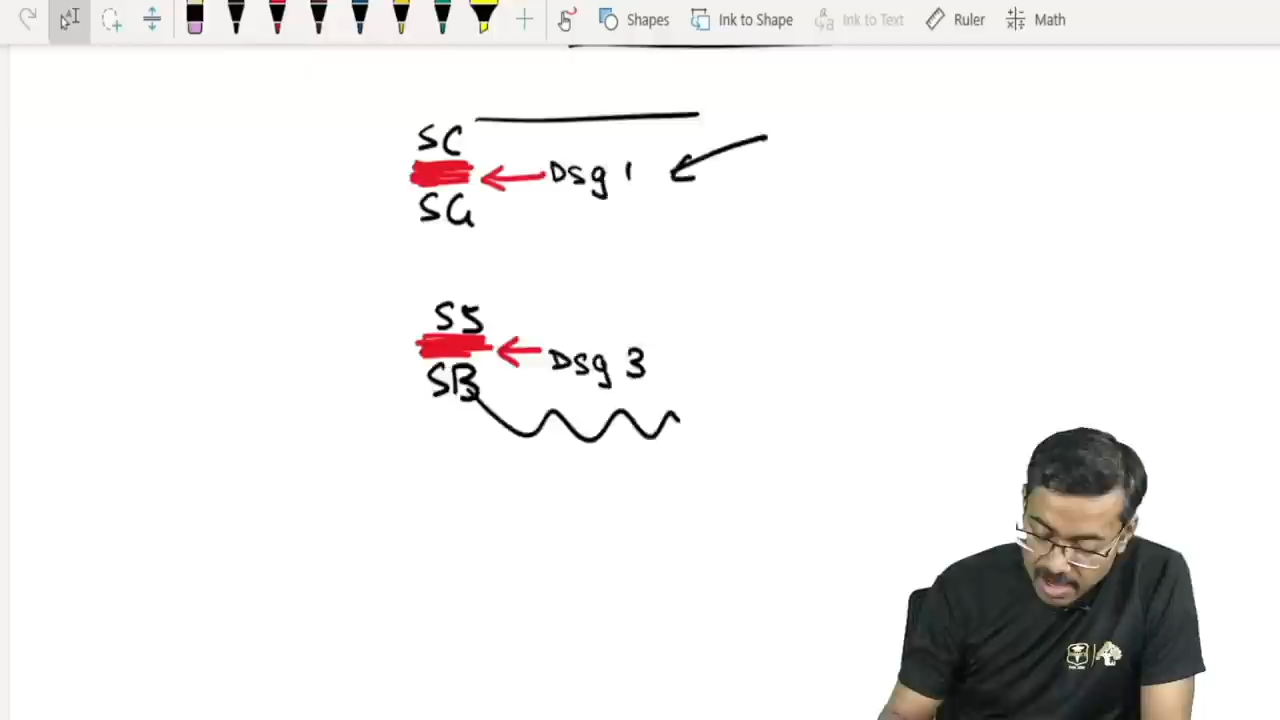 Shapes Ink to Shape Ink to Text Ruler Math
SC
Dsg 1
SG
SS
Dsg 3
SB